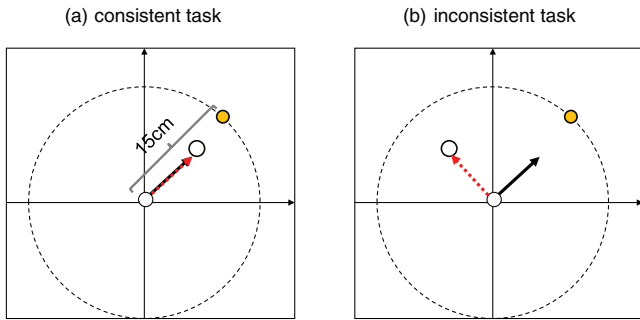 (a) consistent task
(b) inconsistent task
15cm